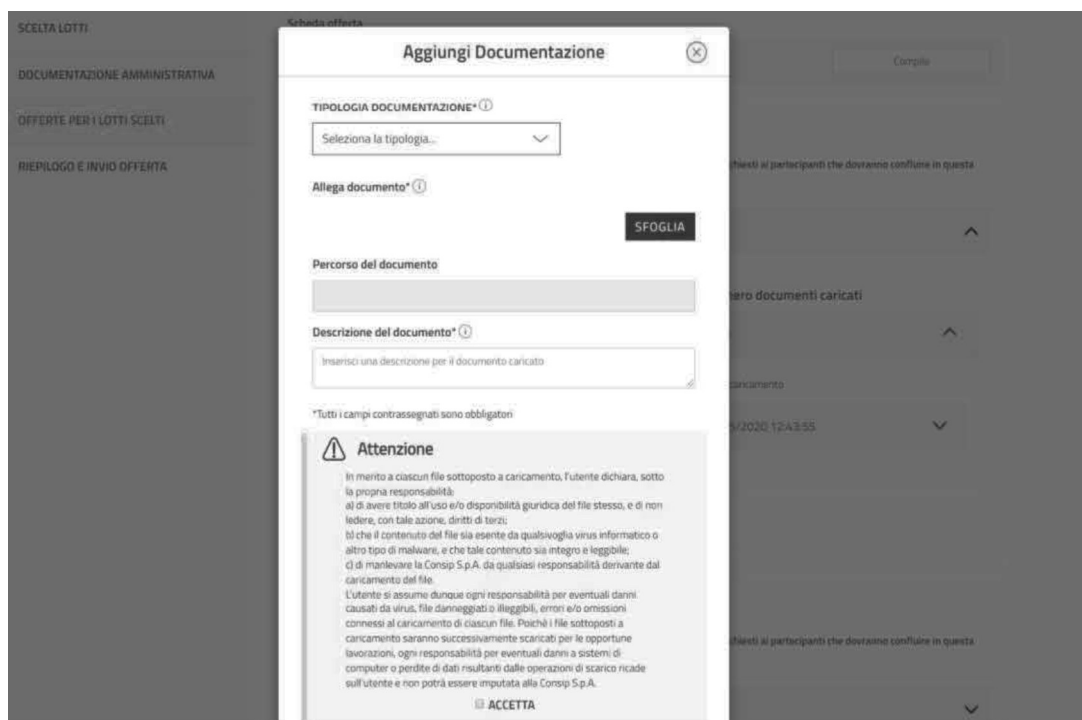 SCELTA LOTTI
DOCUMENTAZIONE AMMINISTRATIVA
OFFERTE PER I LOTTI SCELTI
RIEPILOGO E INVIO OFFERTA
Scheda offerta
Compila
Aggiungi Documentazione
TIPOLOGIA DOCUMENTAZIONE*
Seleziona la tipologia...
Allega documento*
SFOGLIA
Percorso del documento
Descrizione del documento*
Inserisci una descrizione per il documento caricato
*Tutti i campi contrassegnati sono obbligatori
Attenzione
In merito a ciascun file sottoposto a caricamento, l'utente dichiara, sotto
la propria responsabilità:
a) di avere titolo all'uso e/o disponibilità giuridica del file stesso, e di non
ledere, con tale azione, diritti di terzi;
b) che il contenuto del file sia esente da qualsivoglia virus informatico o
altro tipo di malware, e che tale contenuto sia integro e leggibile;
c) di manlevare la Consip S.p.A. da qualsiasi responsabilità derivante dal
caricamento del file.
L'utente si assume dunque ogni responsabilità per eventuali danni
causati da virus, file danneggiati o illeggibili, errori e/o omissioni
connessi al caricamento di ciascun file. Poichè i file sottoposti a
caricamento saranno successivamente scaricati per le opportune
lavorazioni, ogni responsabilità per eventuali danni a sistemi di
computer o perdite di dati risultanti dalle operazioni di scarico ricade
sull'utente e non potrà essere imputata alla Consip S.p.A.
ACCETTA
chiesti ai partecipanti che dovranno confluire in questa
nero documenti caricati
caricamento
5/2020 12:43:55
chiesti ai partecipanti che dovranno confluire in questa